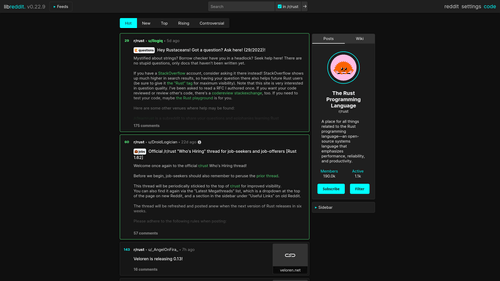 libreddit. v0.22.9
Feeds
Search
in /r/rust
reddit settings code
Hot New Top Rising Controversial
r/rust
questions Hey Rustaceans! Got a question? Ask here! (29/2022)!
Mystified about strings? Borrow checker have you in a headlock? Seek help here! There are
no stupid questions, only docs that haven't been written yet.
If you have a StackOverflow account, consider asking it there instead! StackOverflow shows
up much higher in search results, so having your question there also helps future Rust users
(be sure to give it the "Rust" tag for maximum visibility). Note that this site is very interested
in question quality. I've been asked to read a RFC I authored once. If you want your code
reviewed or review other's code, there's a codereview stackexchange, too. If you need to
test your code, maybe the Rust playground is for you.
Here are some other venues where help may be found:
175 comments
r/rust • u/DroidLogician • 22d ago
jobs Official /r/rust "Who's Hiring" thread for job-seekers and job-offerers [Rust
1.62]
Welcome once again to the official r/rust Who's Hiring thread!
Before we begin, job-seekers should also remember to peruse the prior thread.
This thread will be periodically stickied to the top of r/rust for improved visibility.
You can also find it again via the "Latest Megathreads" list, which is a dropdown at the top
of the page on new Reddit, and a section in the sidebar under "Useful Links" on old Reddit.
The thread will be refreshed and posted anew when the next version of Rust releases in six
weeks.
Please adhere to the following rules when posting:
57 comments
r/rust • u/_AngelOnFira_ • 7h ago
Veloren is releasing 0.13!
16 comments
veloren.net
Posts Wiki
The Rust
Programming
Language
r/rust
A place for all things
related to the Rust
programming
language—an open-
source systems
language that
emphasizes
performance, reliability,
and productivity.
Members Active
190.0k 1.1k
Subscribe Filter
Sidebar